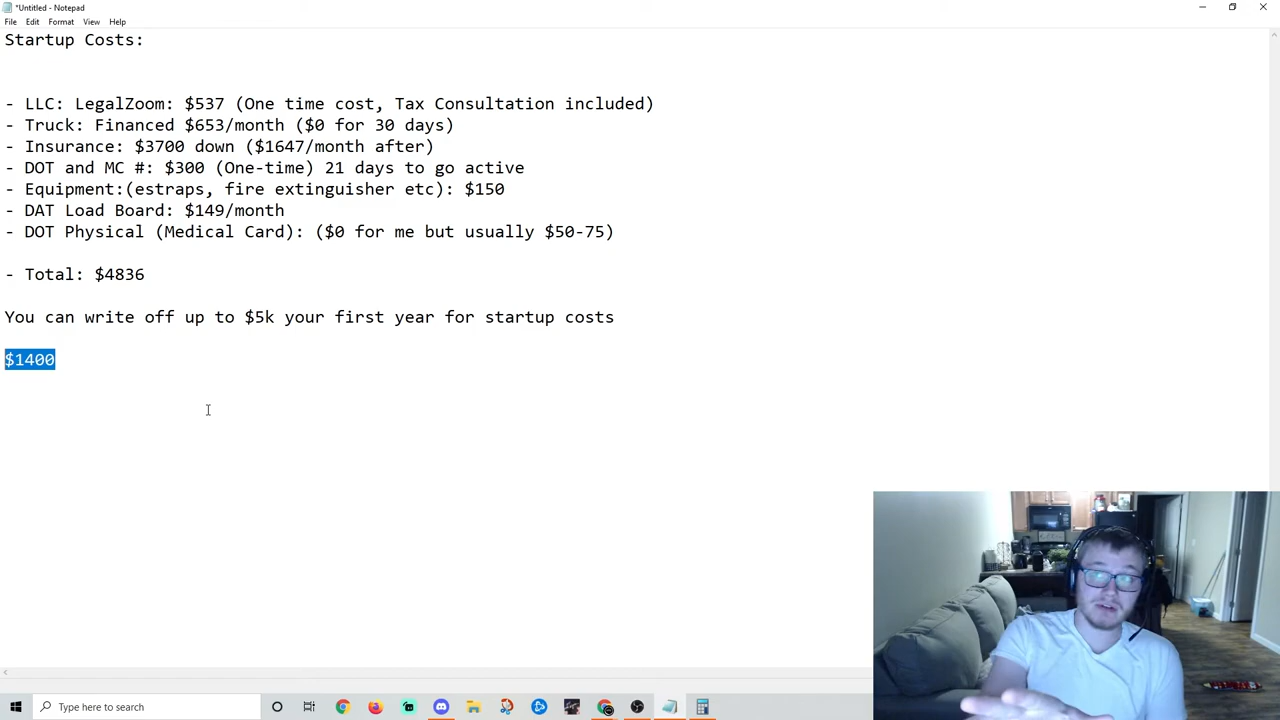 *Untitled - Notepad
File Edit Format View Help
Startup Costs:
- LLC: LegalZoom: $537 (One time cost, Tax Consultation included)
- Truck: Financed $653/month ($0 for 30 days)
- Insurance: $3700 down ($1647/month after)
- DOT and MC #: $300 (One-time) 21 days to go active
- Equipment:(estraps, fire extinguisher etc): $150
- DAT Load Board: $149/month
- DOT Physical (Medical Card): ($0 for me but usually $50-75)
- Total: $4836
You can write off up to $5k your first year for startup costs
$1400
Type here to search